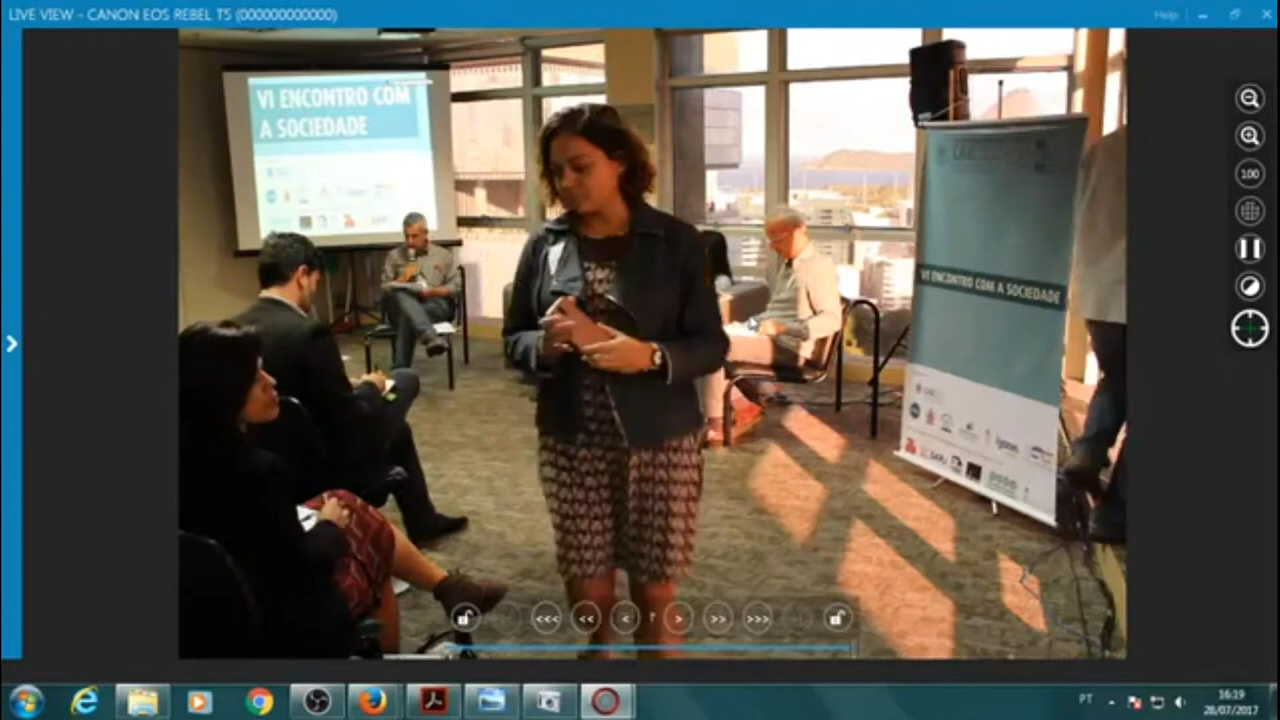 LIVE VIEW - CANON EOS REBEL T5 (000000000000)
Help
VI ENCONTRO COM
A SOCIEDADE
VI ENCONTRO COM A SOCIEDADE
100
<<<
<<
<
>
>>
>>>
PT
16:19
28/07/2017